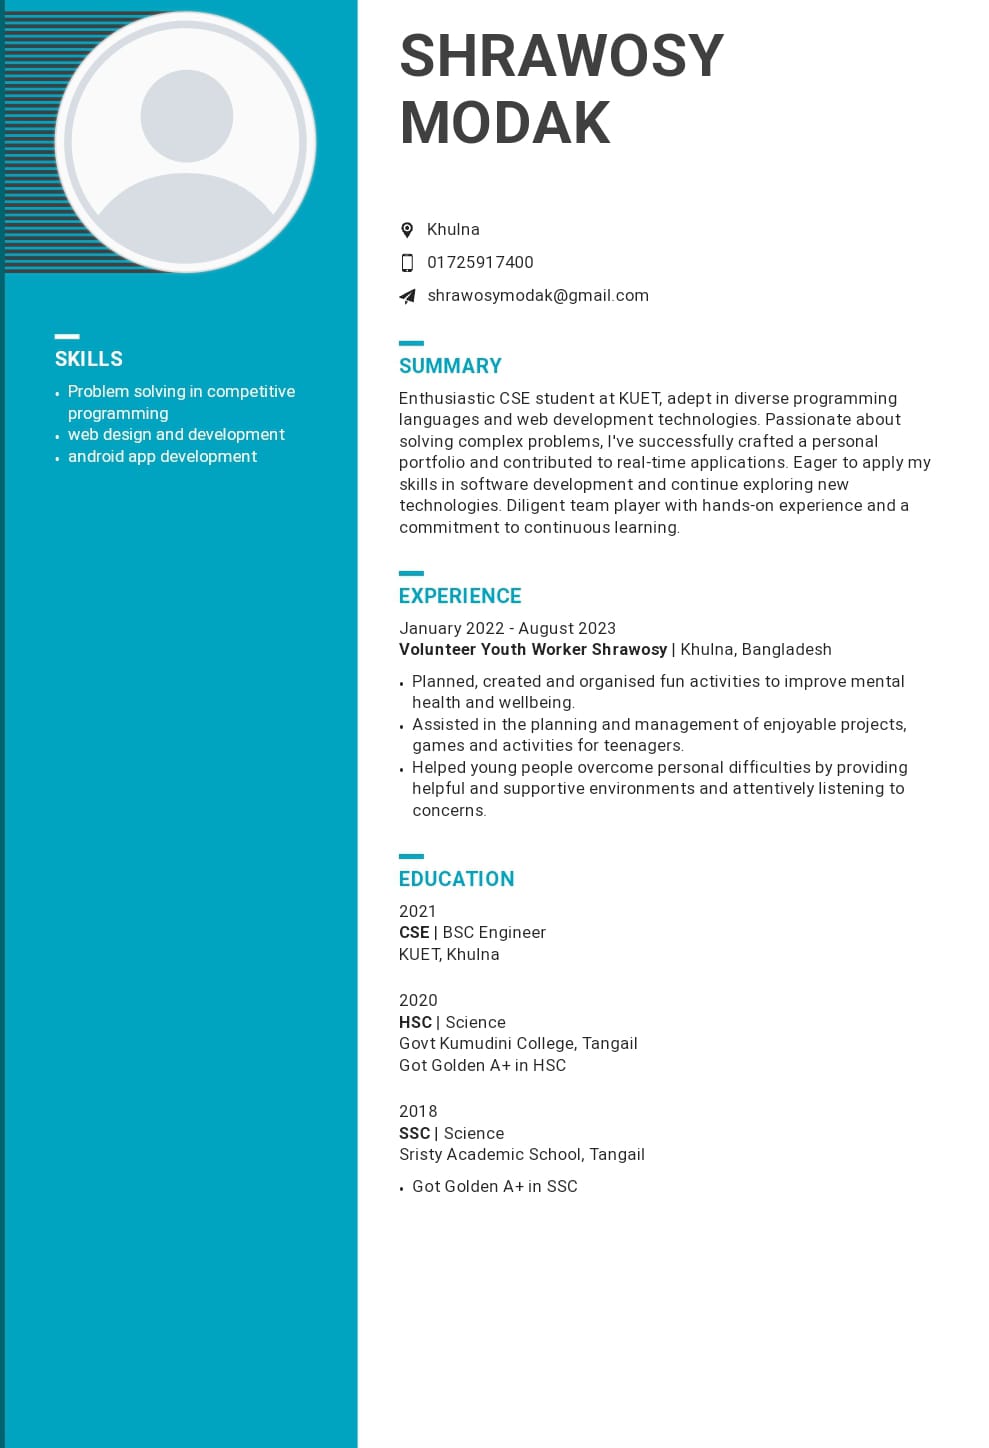 SHRAWOSY
MODAK
Khulna
01725917400
shrawosymodak@gmail.com
SKILLS
• Problem solving in competitive
programming
• web design and development
• android app development
SUMMARY
Enthusiastic CSE student at KUET, adept in diverse programming
languages and web development technologies. Passionate about
solving complex problems, I've successfully crafted a personal
portfolio and contributed to real-time applications. Eager to apply my
skills in software development and continue exploring new
technologies. Diligent team player with hands-on experience and a
commitment to continuous learning.
EXPERIENCE
January 2022 - August 2023
Volunteer Youth Worker Shrawosy | Khulna, Bangladesh
• Planned, created and organised fun activities to improve mental
health and wellbeing.
• Assisted in the planning and management of enjoyable projects,
games and activities for teenagers.
• Helped young people overcome personal difficulties by providing
helpful and supportive environments and attentively listening to
concerns.
EDUCATION
2021
CSE | BSC Engineer
KUET, Khulna
2020
HSC | Science
Govt Kumudini College, Tangail
Got Golden A+ in HSC
2018
SSC | Science
Sristy Academic School, Tangail
• Got Golden A+ in SSC